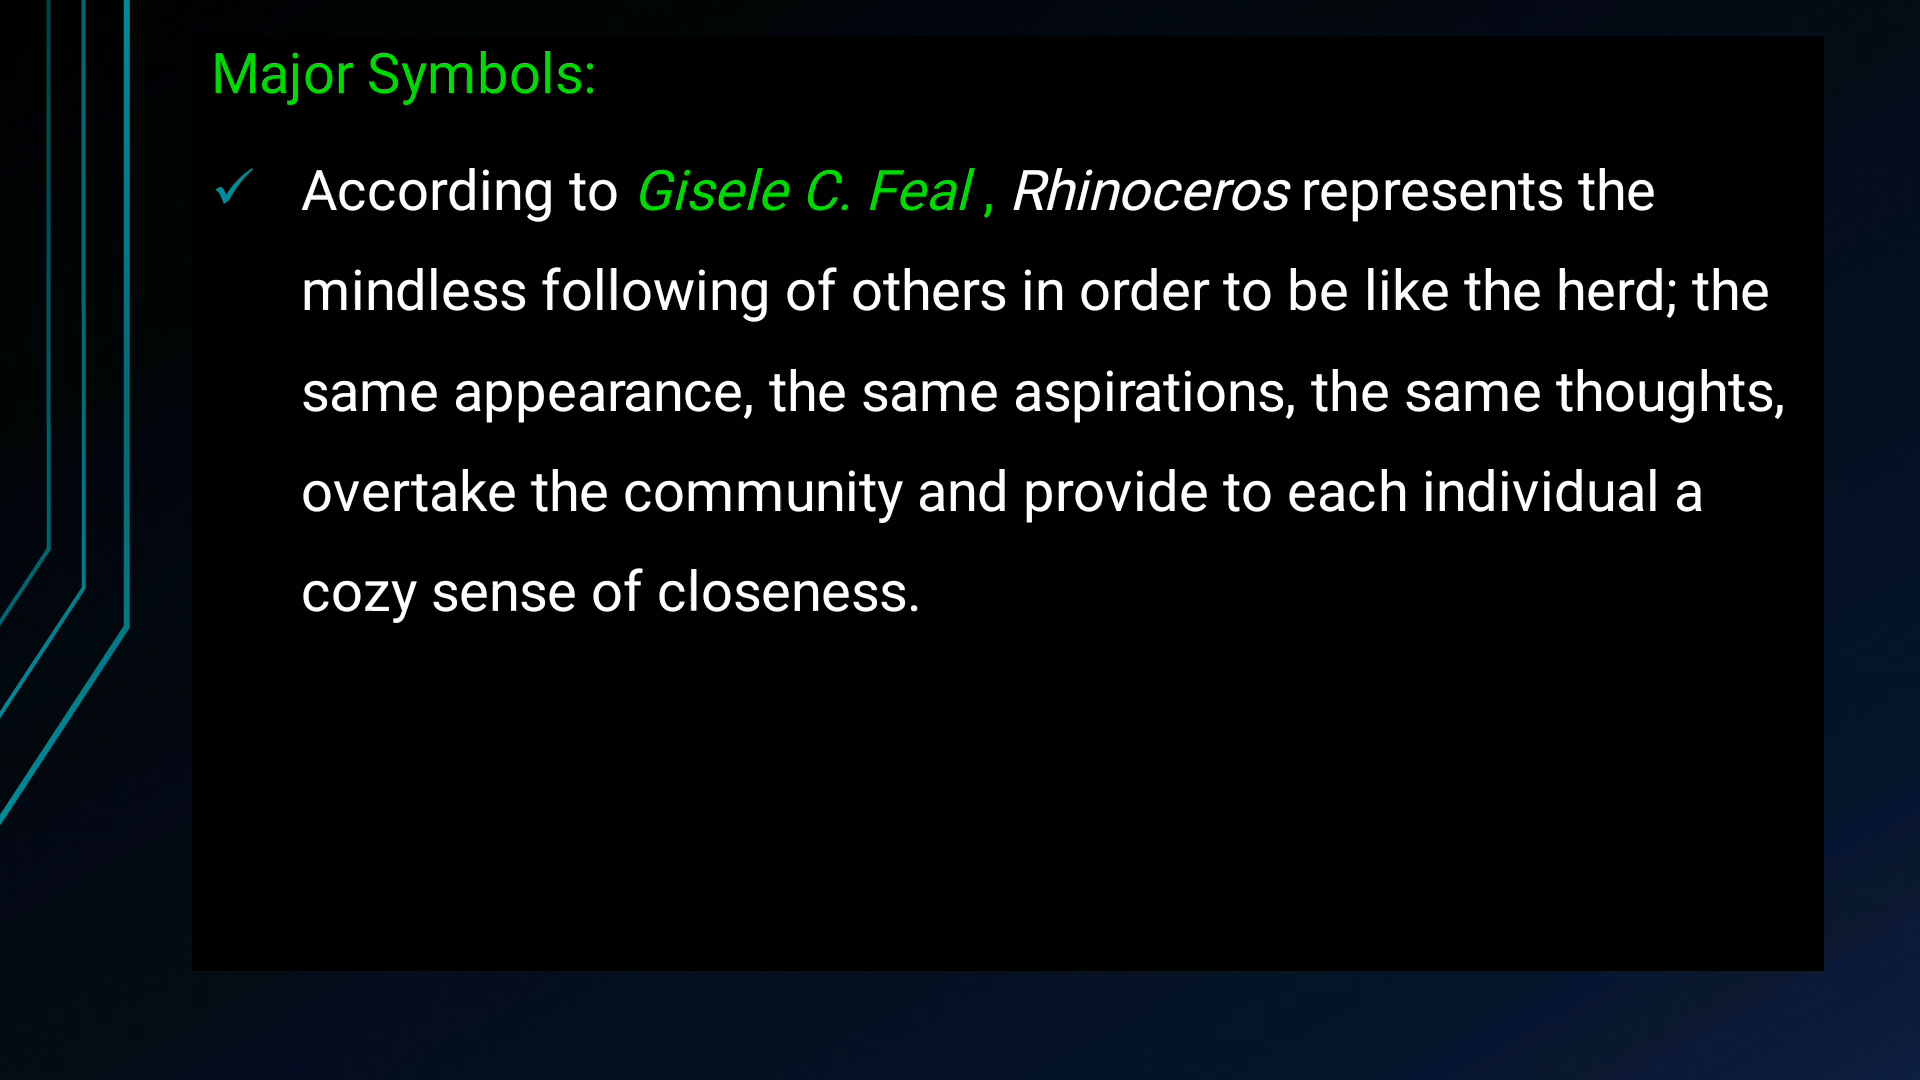 Major Symbols:
✓ According to Gisele C. Feal , Rhinoceros represents the
mindless following of others in order to be like the herd; the
same appearance, the same aspirations, the same thoughts,
overtake the community and provide to each individual a
cozy sense of closeness.